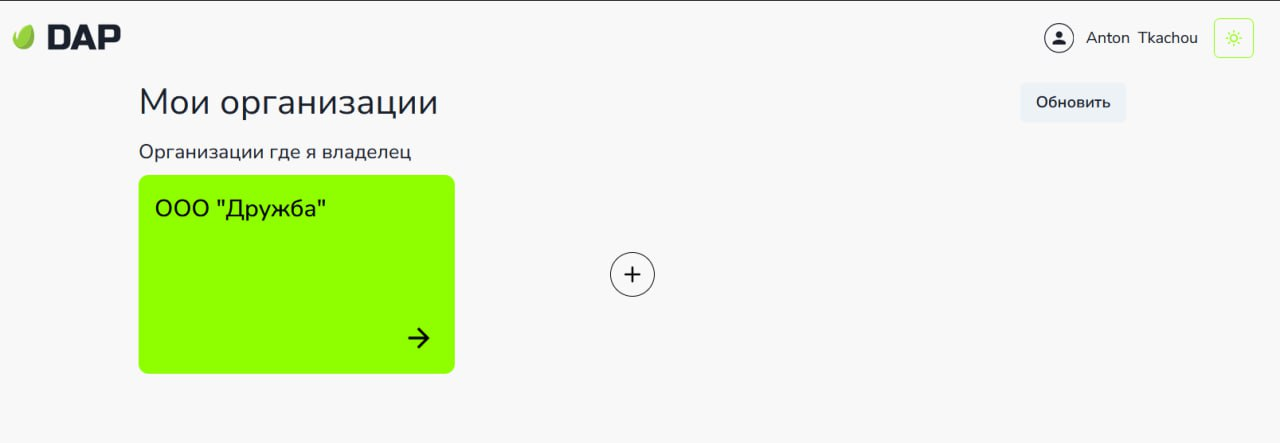 DAP
Anton Tkachou
Мои организации
Обновить
Организации где я владелец
ООО "Дружба"